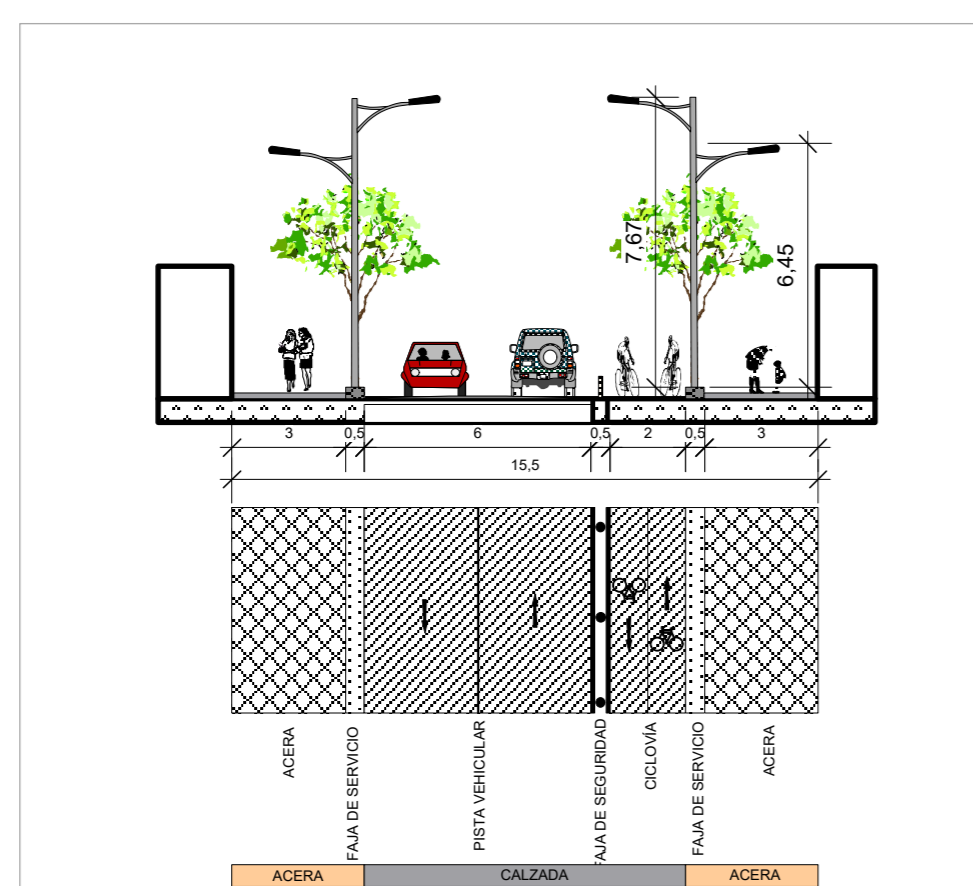 7,67
6,45
3 0,5 6 0,5 2 0,5 3
15,5
ACERA
FAJA DE SERVICIO
PISTA VEHICULAR
FAJA DE SEGURIDAD
CICLOVÍA
FAJA DE SERVICIO
ACERA
ACERA CALZADA ACERA